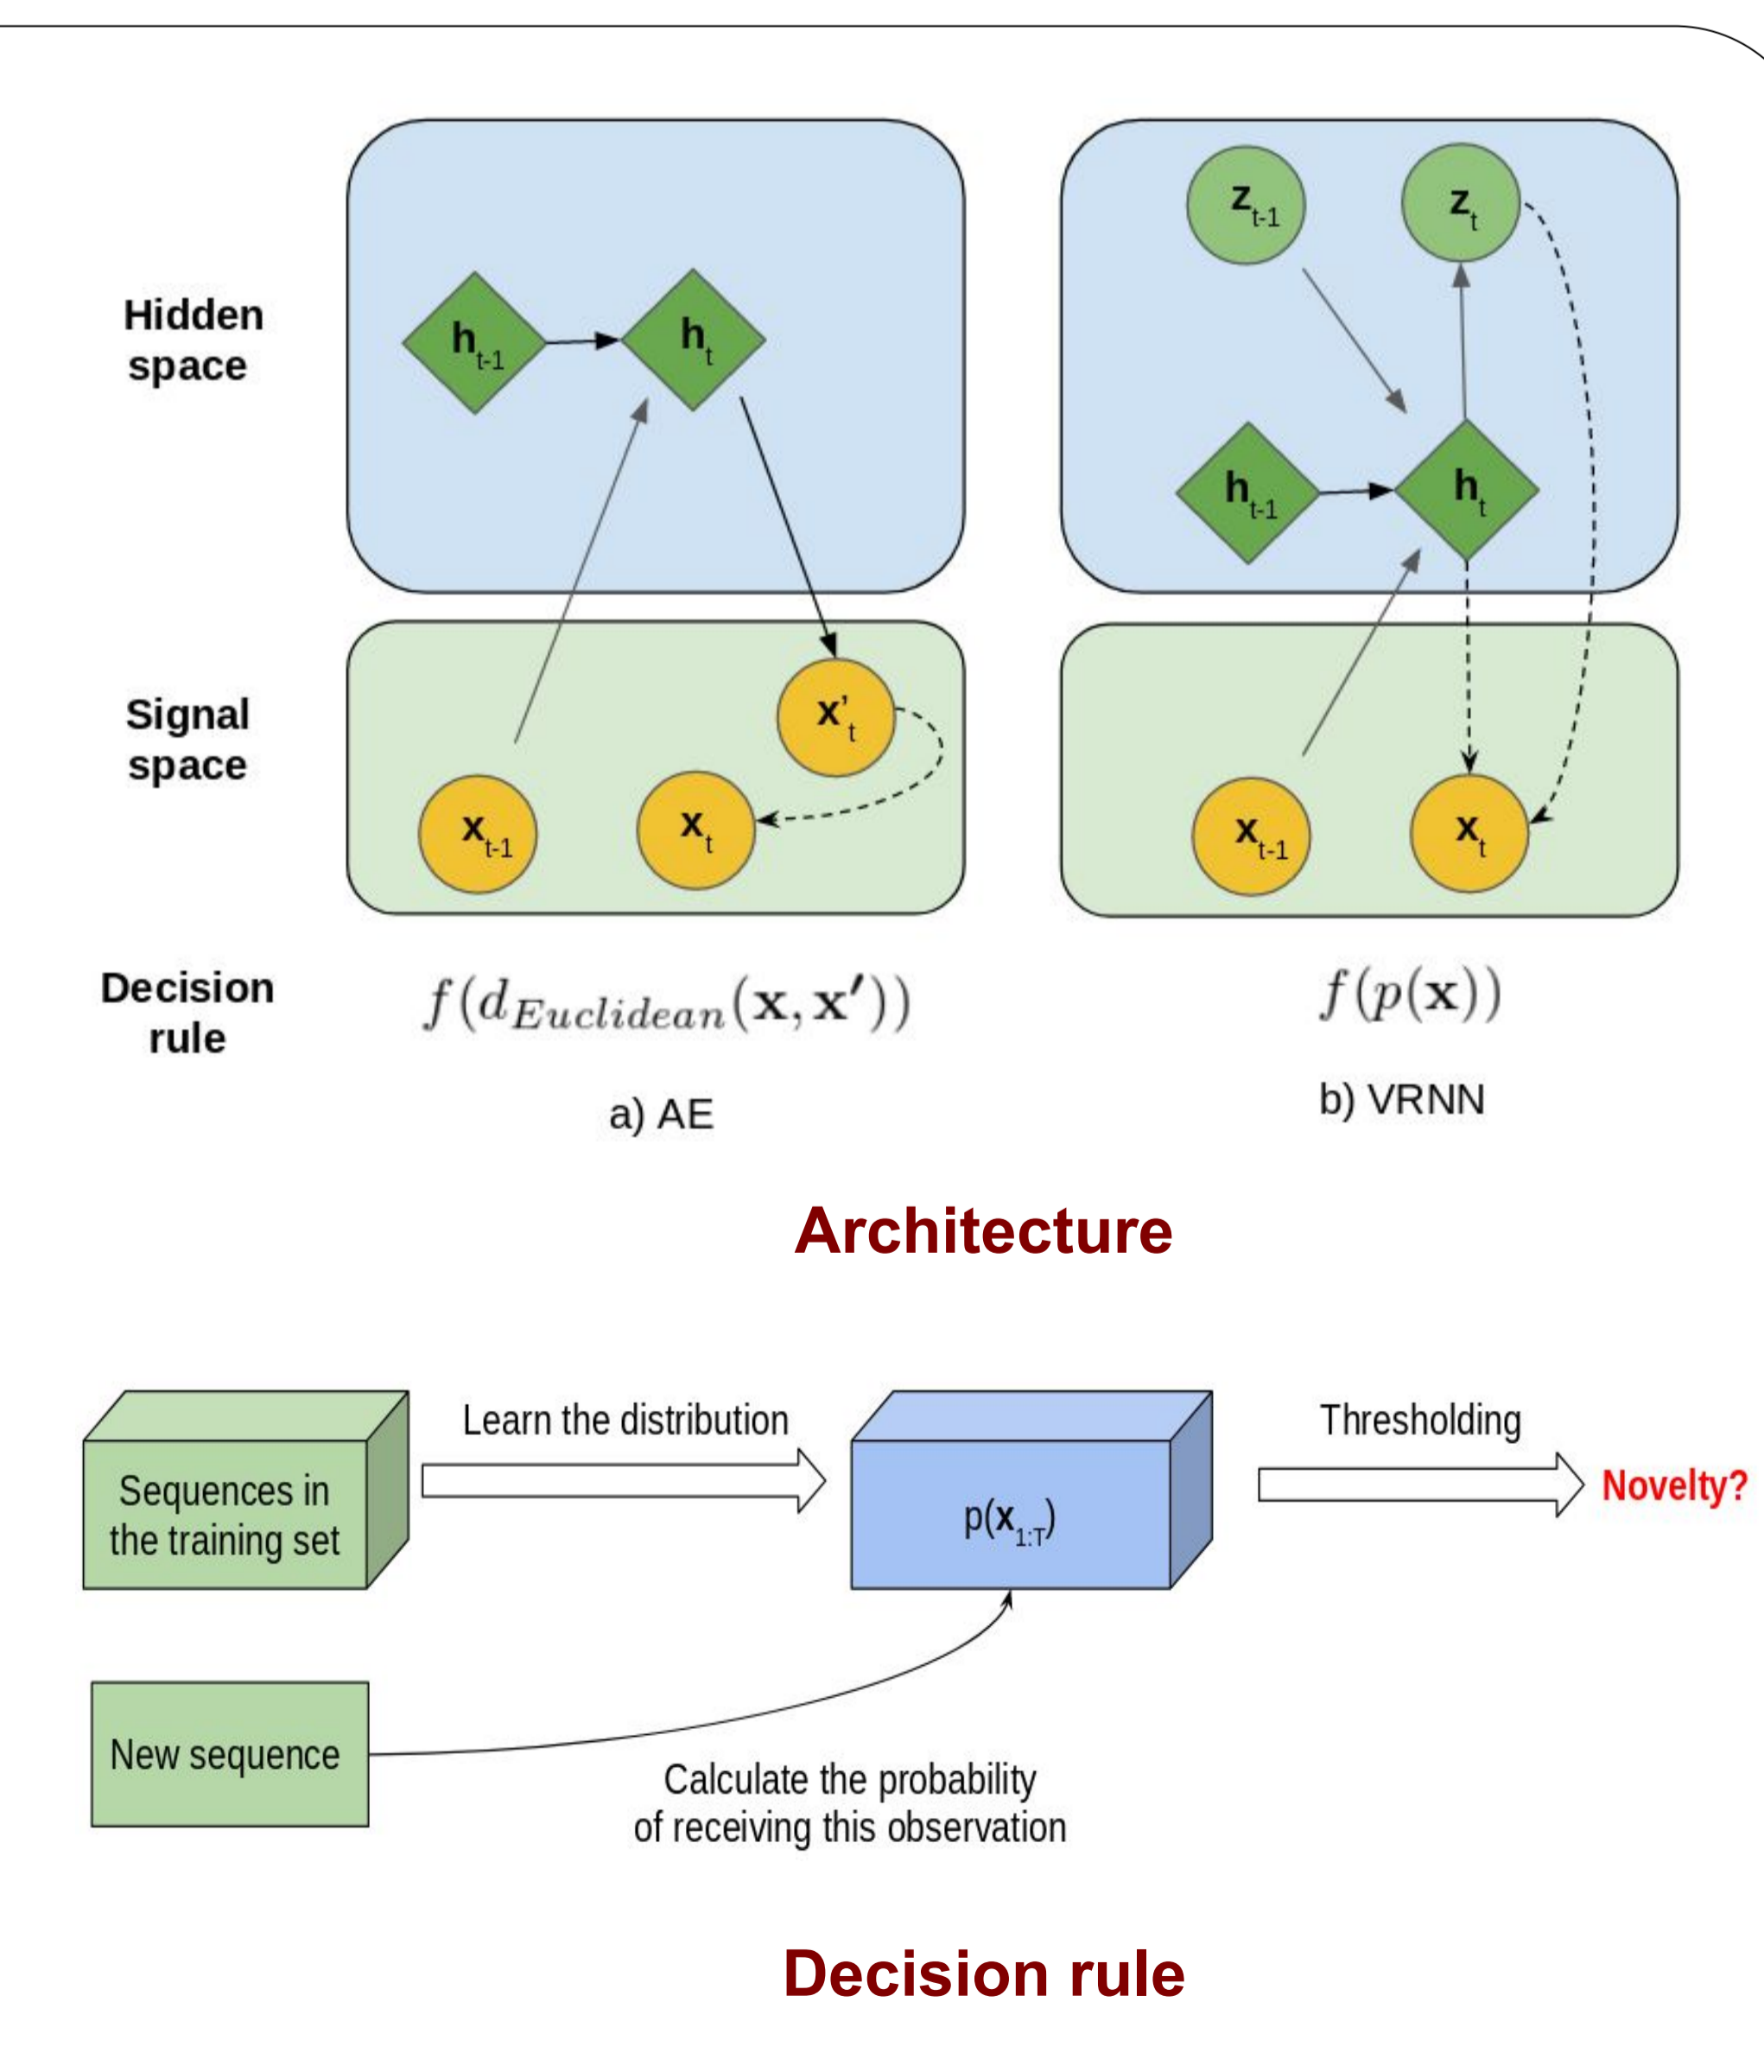 Hidden
space
h t-1
h t
z t-1
z t
h t-1
h t
Signal
space
x' t
x t-1
x t
x t-1
x t
Decision
rule
f(d_Euclidean(x, x′))
f(p(x))
a) AE
b) VRNN
Architecture
Sequences in
the training set
Learn the distribution
p(x 1:T)
Thresholding
Novelty?
New sequence
Calculate the probability
of receiving this observation
Decision rule